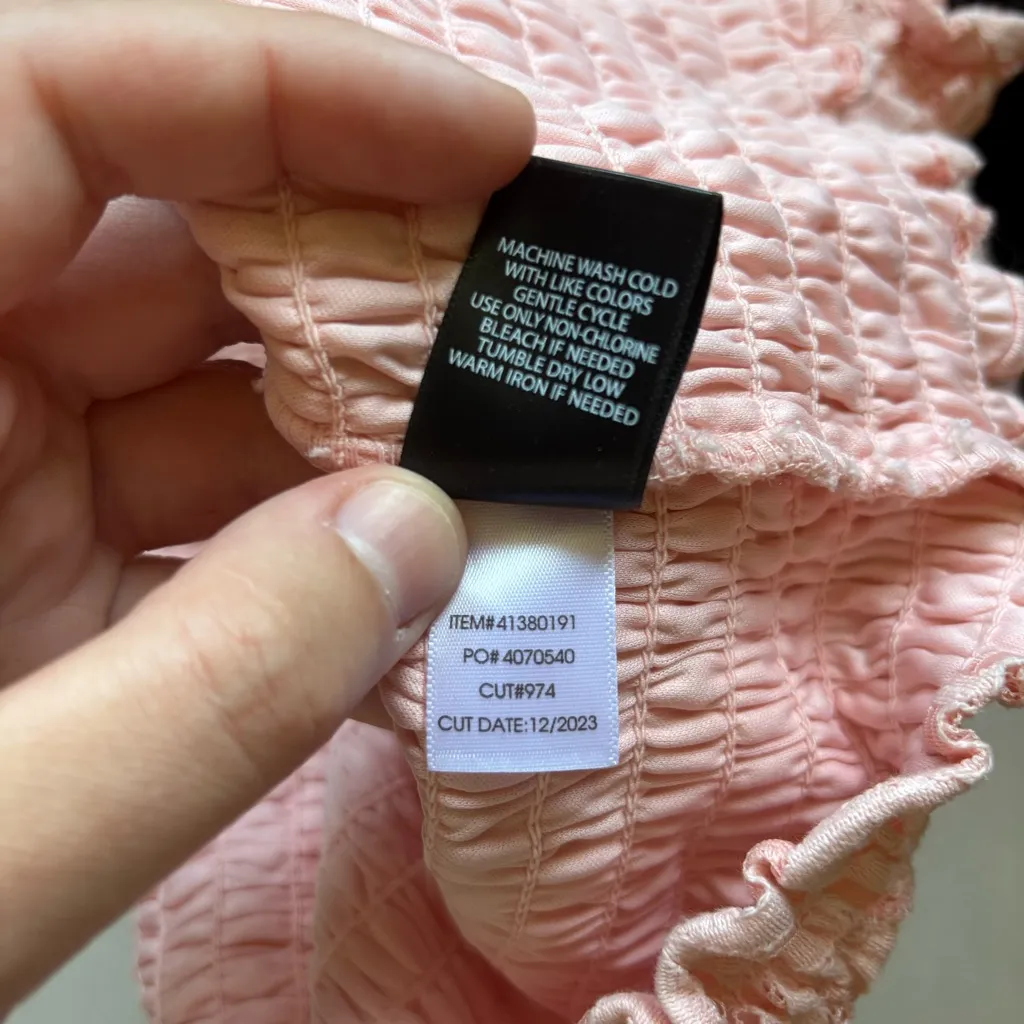 MACHINE WASH COLD
WITH LIKE COLORS
GENTLE CYCLE
USE ONLY NON-CHLORINE
BLEACH IF NEEDED
TUMBLE DRY LOW
WARM IRON IF NEEDED
ITEM#41380191
PO# 4070540
CUT#974
CUT DATE:12/2023